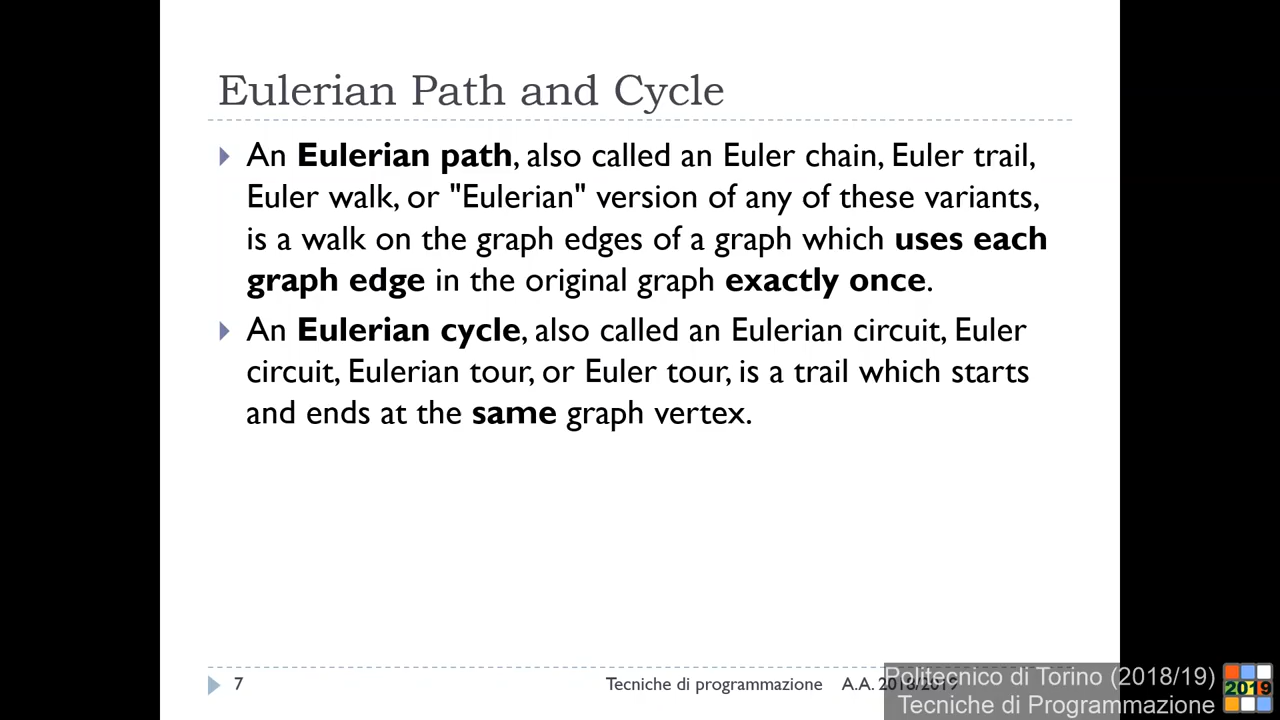 Eulerian Path and Cycle
An Eulerian path, also called an Euler chain, Euler trail,
Euler walk, or "Eulerian" version of any of these variants,
is a walk on the graph edges of a graph which uses each
graph edge in the original graph exactly once.
An Eulerian cycle, also called an Eulerian circuit, Euler
circuit, Eulerian tour, or Euler tour, is a trail which starts
and ends at the same graph vertex.
7 Tecniche di programmazione A.A. 2018/2019
Politecnico di Torino (2018/19)
Tecniche di Programmazione
2019